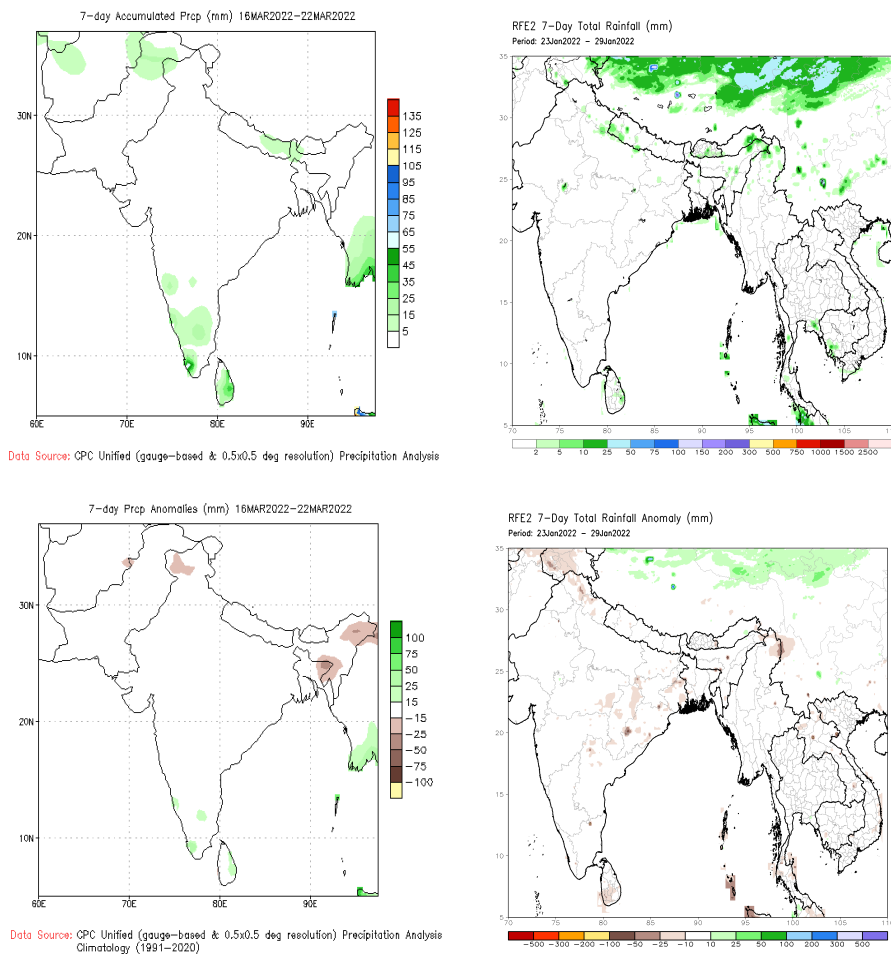 7-day Accumulated Prcp (mm) 16MAR2022-22MAR2022
30N
20N
10N
60E 70E 80E 90E
135
125
115
105
95
85
75
65
55
45
35
25
15
5
Data Source: CPC Unified (gauge-based & 0.5x0.5 deg resolution) Precipitation Analysis
RFE2 7-Day Total Rainfall (mm)
Period: 23Jan2022 - 29Jan2022
35
30
25
20
15
10
5
70 75 80 85 90 95 100 105 110
2 5 10 25 50 75 100 150 200 300 500 750 1000 1500 2500
7-day Prcp Anomalies (mm) 16MAR2022-22MAR2022
30N
20N
10N
60E 70E 80E 90E
100
75
50
25
15
-15
-25
-50
-75
-100
Data Source: CPC Unified (gauge-based & 0.5x0.5 deg resolution) Precipitation Analysis
Climatology (1991-2020)
RFE2 7-Day Total Rainfall Anomaly (mm)
Period: 23Jan2022 - 29Jan2022
35
30
25
20
15
10
5
70 75 80 85 90 95 100 105 110
-500 -300 -200 -100 -50 -25 -10 10 25 50 100 200 300 500